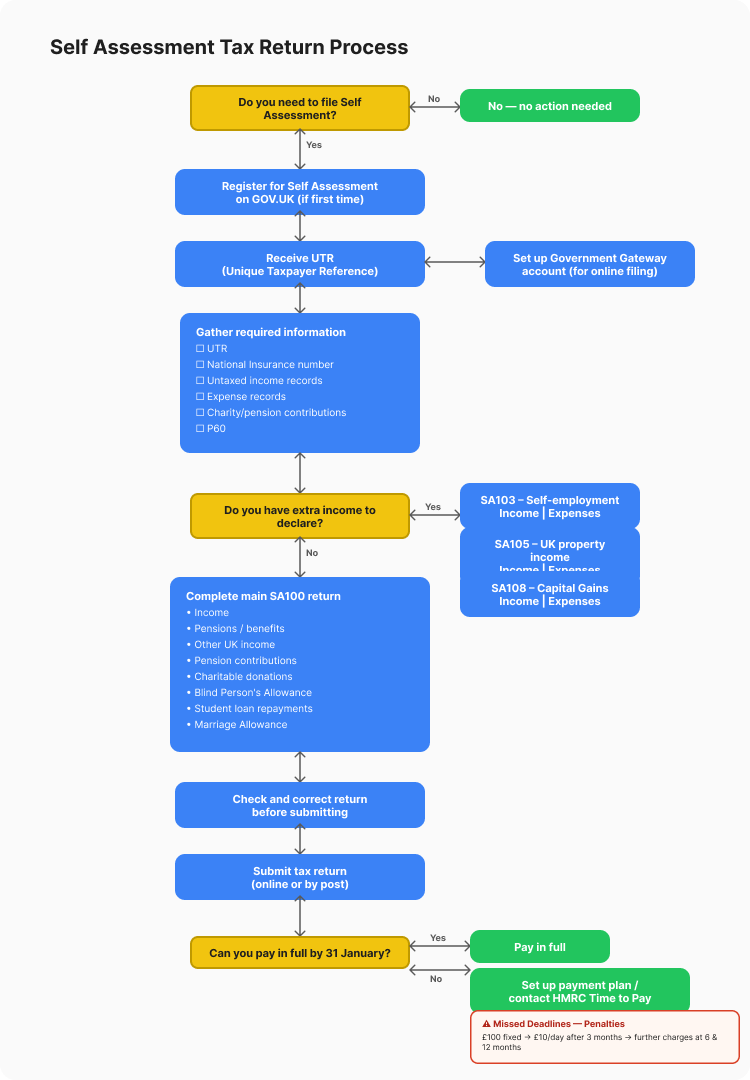 Self Assessment Tax Return Process
Do you need to file Self
Assessment?
No
No — no action needed
Yes
Register for Self Assessment
on GOV.UK (if first time)
Receive UTR
(Unique Taxpayer Reference)
Set up Government Gateway
account (for online filing)
Gather required information
☐ UTR
☐ National Insurance number
☐ Untaxed income records
☐ Expense records
☐ Charity/pension contributions
☐ P60
Do you have extra income to
declare?
Yes
SA103 – Self-employment
Income | Expenses
SA105 – UK property
income
Income | Expenses
SA108 – Capital Gains
Income | Expenses
No
Complete main SA100 return
• Income
• Pensions / benefits
• Other UK income
• Pension contributions
• Charitable donations
• Blind Person's Allowance
• Student loan repayments
• Marriage Allowance
Check and correct return
before submitting
Submit tax return
(online or by post)
Can you pay in full by 31 January?
Yes
Pay in full
No
Set up payment plan /
contact HMRC Time to Pay
⚠ Missed Deadlines — Penalties
£100 fixed → £10/day after 3 months → further charges at 6 &
12 months